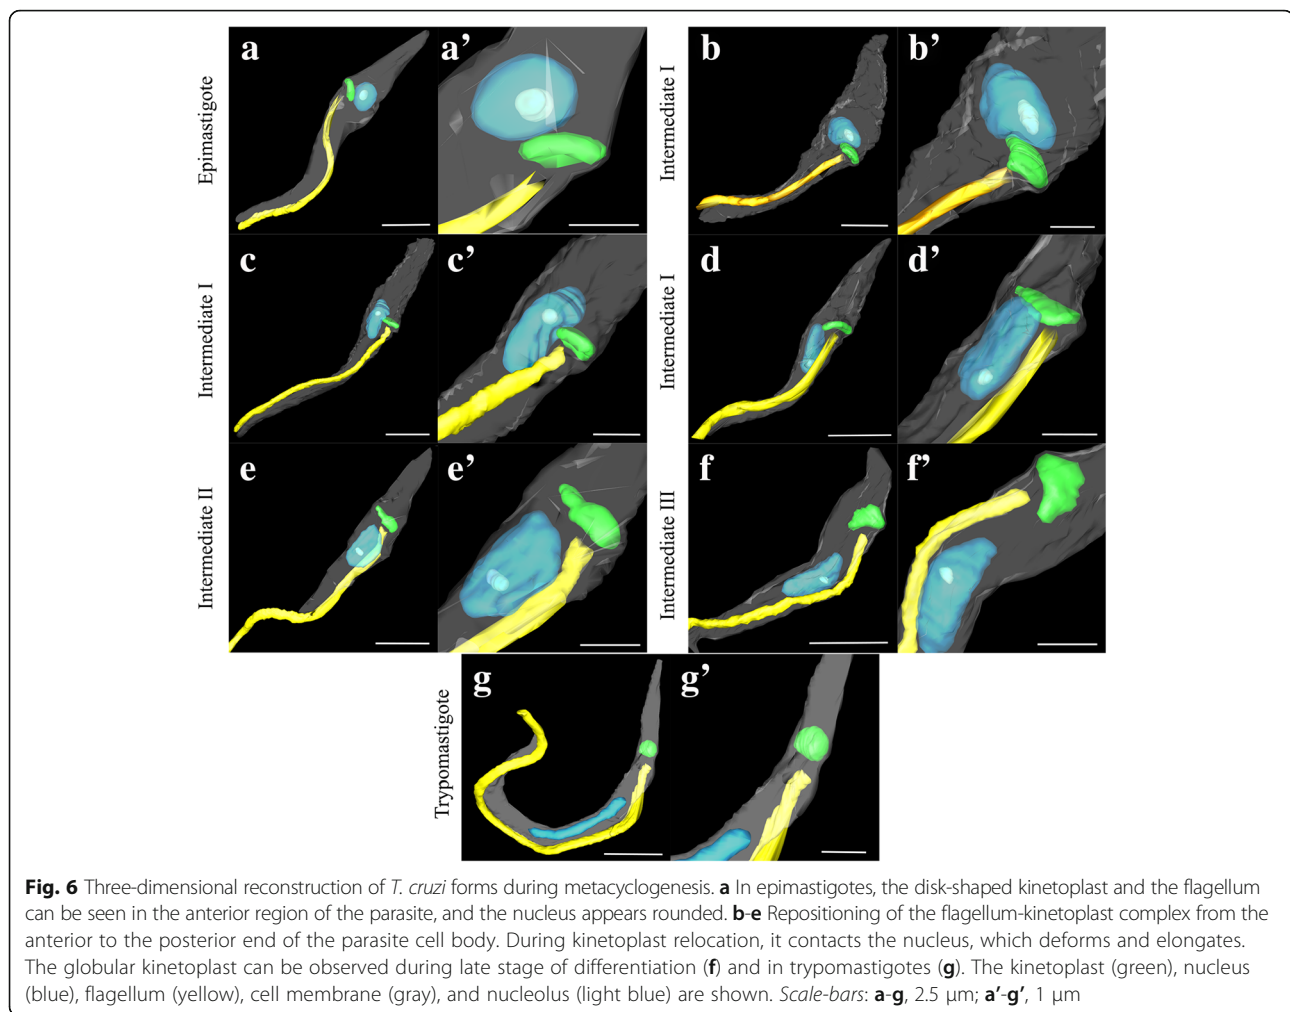 a
a’
b
b’
Epimastigote
Intermediate I
c
c’
d
d’
Intermediate I
Intermediate I
e
e’
f
f’
Intermediate II
Intermediate III
g
g’
Trypomastigote
Fig. 6 Three-dimensional reconstruction of T. cruzi forms during metacyclogenesis. a In epimastigotes, the disk-shaped kinetoplast and the flagellum
can be seen in the anterior region of the parasite, and the nucleus appears rounded. b-e Repositioning of the flagellum-kinetoplast complex from the
anterior to the posterior end of the parasite cell body. During kinetoplast relocation, it contacts the nucleus, which deforms and elongates.
The globular kinetoplast can be observed during late stage of differentiation (f) and in trypomastigotes (g). The kinetoplast (green), nucleus
(blue), flagellum (yellow), cell membrane (gray), and nucleolus (light blue) are shown. Scale-bars: a-g, 2.5 μm; a’-g’, 1 μm